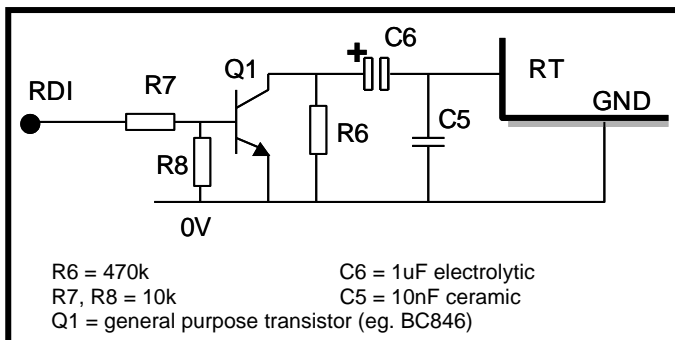 C6
+
Q1
RT
R7
RDI
GND
R6
C5
R8
0V
R6 = 470k
C6 = 1uF electrolytic
R7, R8 = 10k
C5 = 10nF ceramic
Q1 = general purpose transistor (eg. BC846)